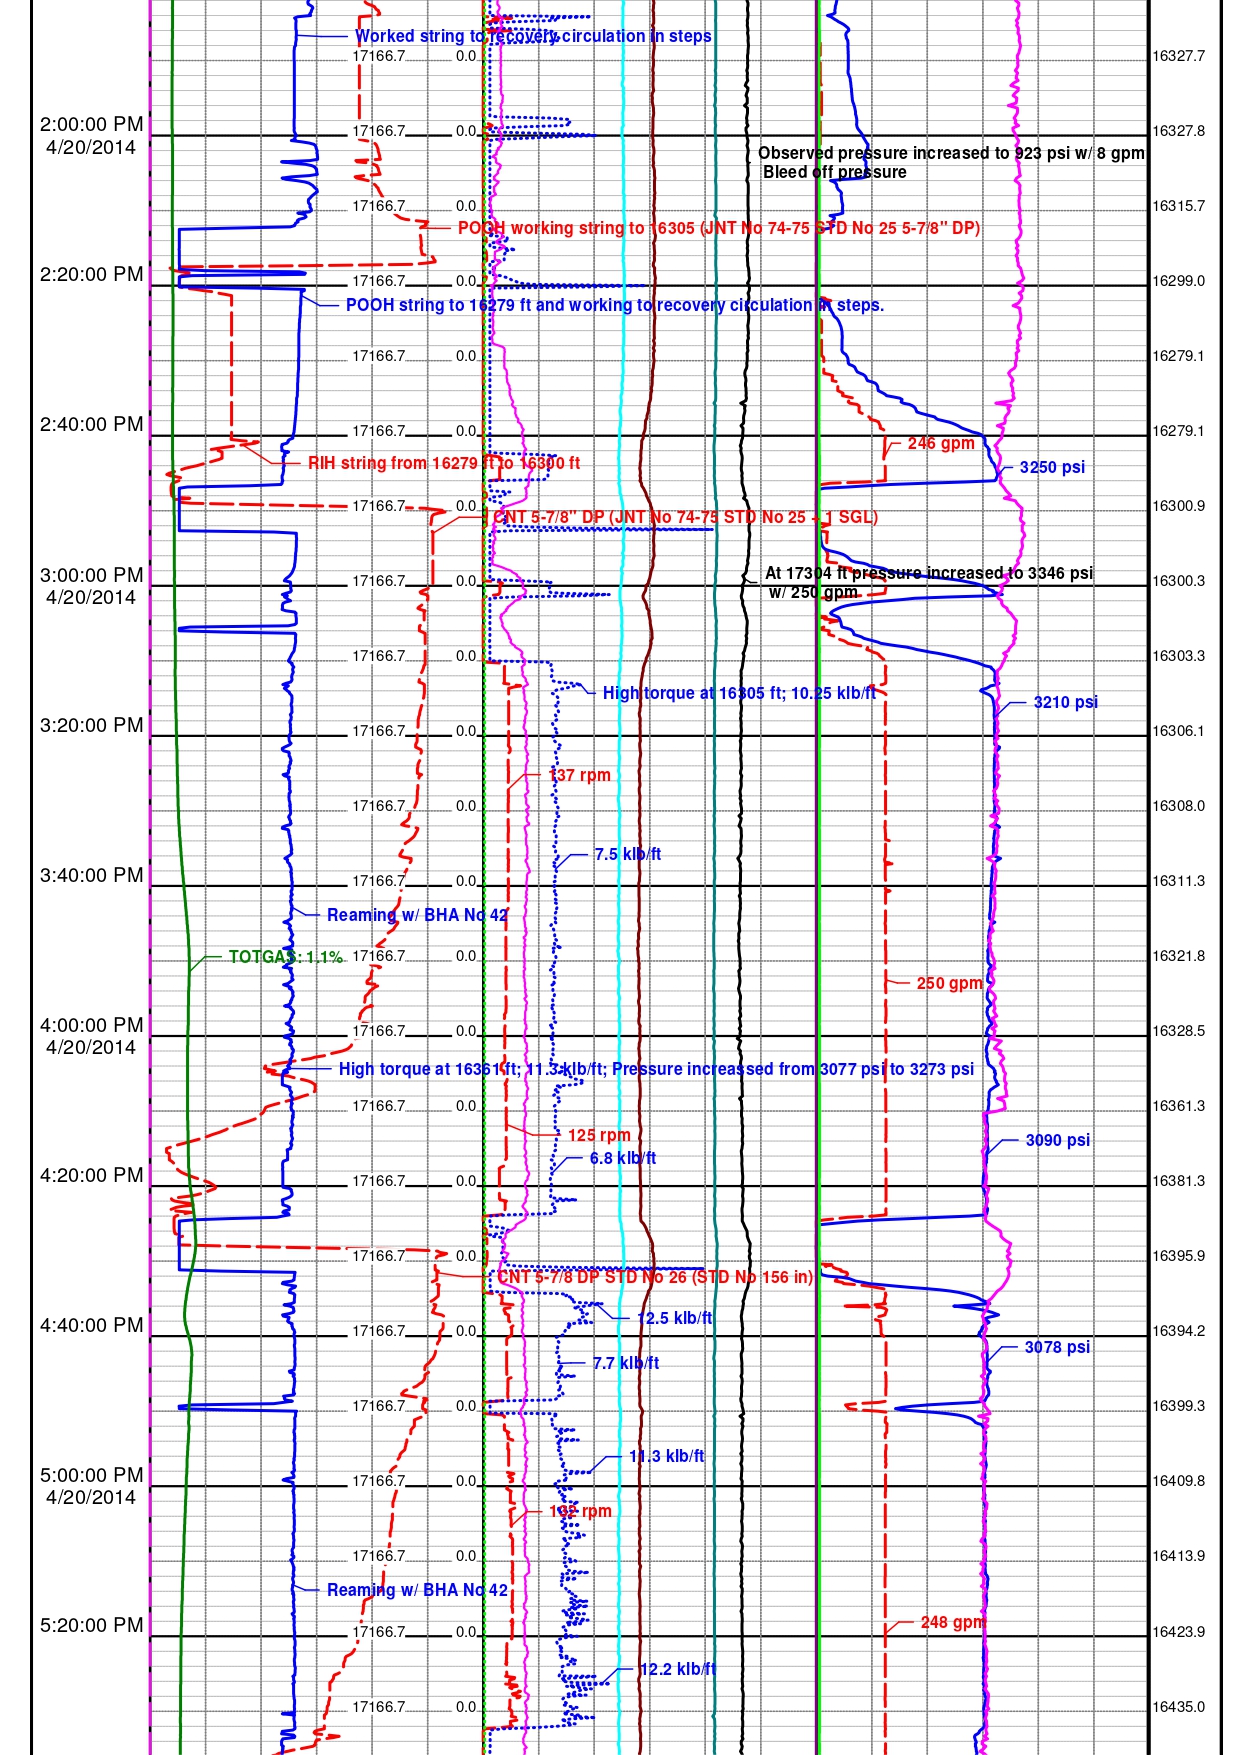 Worked string to recovery circulation in steps
17166.7 0.0 16327.7
2:00:00 PM 17166.7 0.0 16327.8
4/20/2014
Observed pressure increased to 923 psi w/ 8 gpm
Bleed off pressure
17166.7 0.0 16315.7
POOH working string to 16305 (JNT No 74-75 STD No 25 5-7/8" DP)
2:20:00 PM 17166.7 0.0 16299.0
POOH string to 16279 ft and working to recovery circulation in steps.
17166.7 0.0 16279.1
2:40:00 PM 17166.7 0.0 16279.1
246 gpm
RIH string from 16279 ft to 16300 ft
3250 psi
17166.7 0.0 16300.9
CNT 5-7/8" DP (JNT No 74-75 STD No 25 + 1 SGL)
3:00:00 PM 17166.7 0.0 16300.3
4/20/2014
At 17304 ft pressure increased to 3346 psi
w/ 250 gpm
17166.7 0.0 16303.3
High torque at 16305 ft; 10.25 klb/ft
3210 psi
3:20:00 PM 17166.7 0.0 16306.1
137 rpm
17166.7 0.0 16308.0
7.5 klb/ft
3:40:00 PM 17166.7 0.0 16311.3
Reaming w/ BHA No 42
TOTGAS: 1.1% 17166.7 0.0 16321.8
250 gpm
4:00:00 PM 17166.7 0.0 16328.5
4/20/2014
High torque at 16361 ft; 11.3 klb/ft; Pressure increassed from 3077 psi to 3273 psi
17166.7 0.0 16361.3
125 rpm
3090 psi
6.8 klb/ft
4:20:00 PM 17166.7 0.0 16381.3
17166.7 0.0 16395.9
CNT 5-7/8 DP STD No 26 (STD No 156 in)
12.5 klb/ft
4:40:00 PM 17166.7 0.0 16394.2
3078 psi
7.7 klb/ft
17166.7 0.0 16399.3
11.3 klb/ft
5:00:00 PM 17166.7 0.0 16409.8
4/20/2014
132 rpm
17166.7 0.0 16413.9
Reaming w/ BHA No 42
5:20:00 PM 17166.7 0.0 16423.9
248 gpm
12.2 klb/ft
17166.7 0.0 16435.0